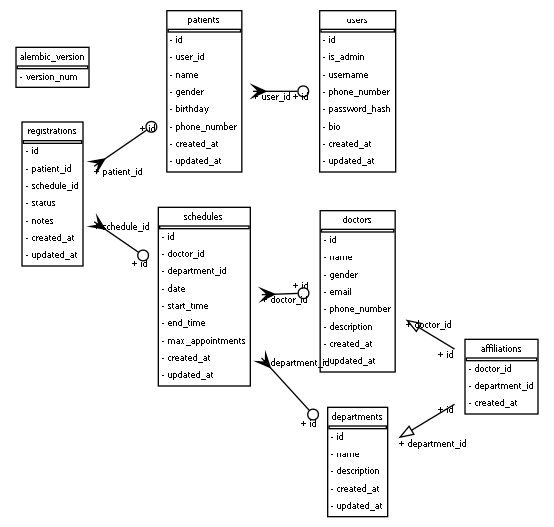 alembic_version
- version_num
patients
- id
- user_id
- name
- gender
- birthday
- phone_number
- created_at
- updated_at
users
- id
- is_admin
- username
- phone_number
- password_hash
- bio
- created_at
- updated_at
+ user_id + id
registrations
- id
- patient_id
- schedule_id
- status
- notes
- created_at
- updated_at
+ id
+ patient_id
+ schedule_id
+ id
schedules
- id
- doctor_id
- department_id
- date
- start_time
- end_time
- max_appointments
- created_at
- updated_at
+ id
+ doctor_id
doctors
- id
- name
- gender
- email
- phone_number
- description
- created_at
- updated_at
+ department_id
+ id
+ doctor_id
+ id
affiliations
- doctor_id
- department_id
- created_at
+ id
+ department_id
departments
- id
- name
- description
- created_at
- updated_at